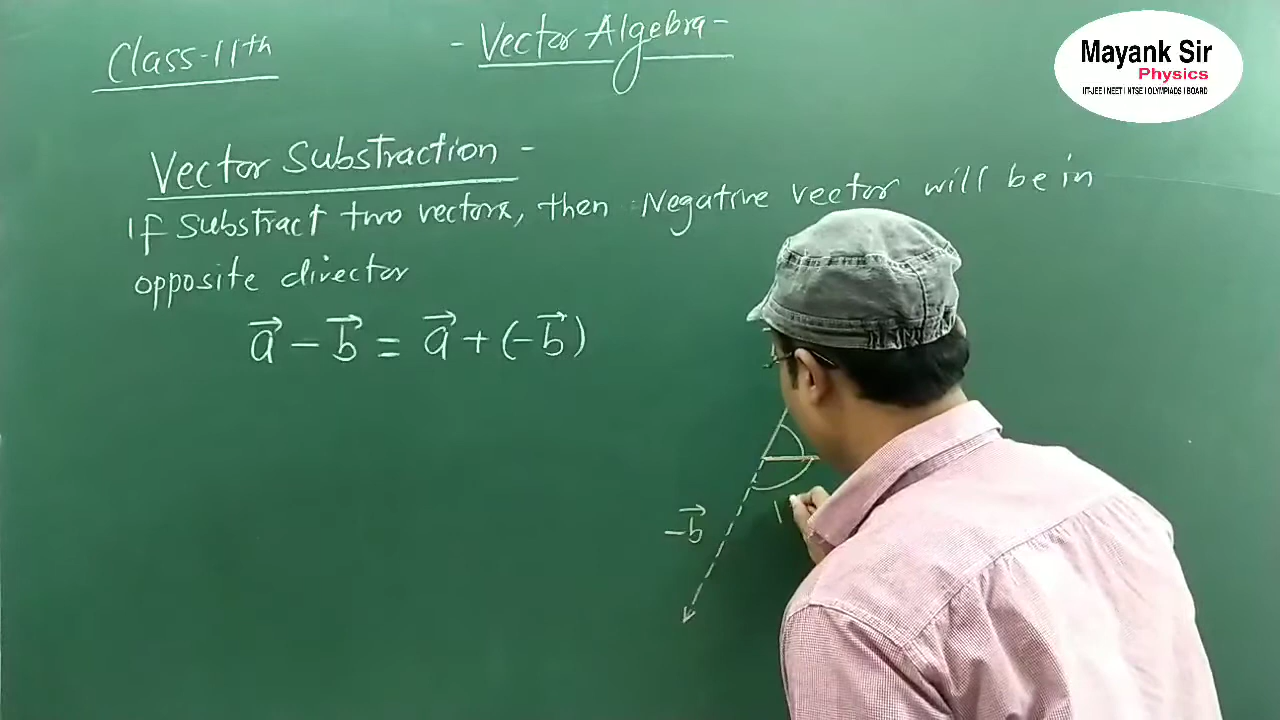 Class-11th
- Vector Algebra -
Mayank Sir
Physics
IIT-JEE I NEET I NTSE I OLYMPIADS I BOARD
Vector Substraction -
If Substract two vectors, then Negative vector will be in
opposite director
a⃗ - b⃗ = a⃗ + (-b⃗)
-b⃗
1